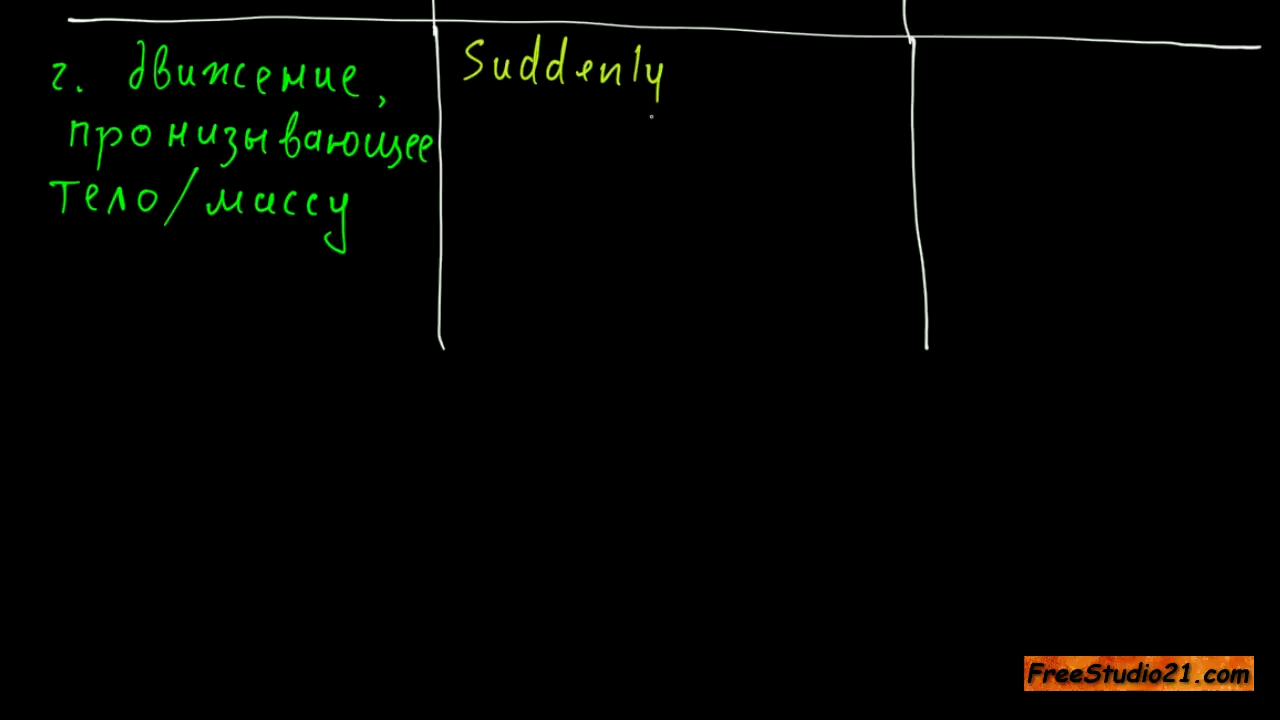 г. движение,
пронизывающее
тело/массу
Suddenly
FreeStudio21.com